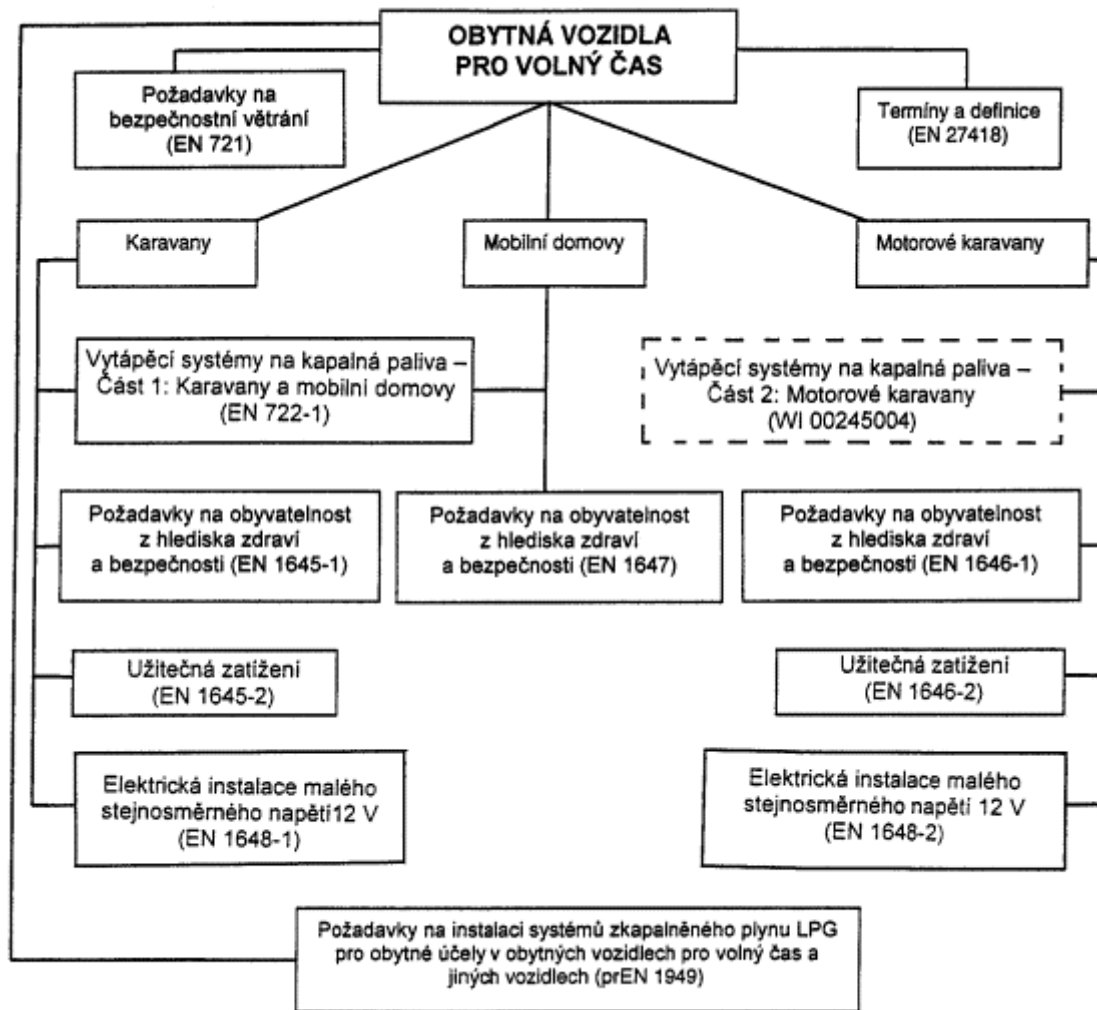 OBYTNÁ VOZIDLA
PRO VOLNÝ ČAS
Požadavky na
bezpečnostní větrání
(EN 721)
Termíny a definice
(EN 27418)
Karavany
Mobilní domovy
Motorové karavany
Vytápěcí systémy na kapalná paliva –
Část 1: Karavany a mobilní domovy
(EN 722-1)
Vytápěcí systémy na kapalná paliva –
Část 2: Motorové karavany
(WI 00245004)
Požadavky na obyvatelnost
z hlediska zdraví
a bezpečnosti (EN 1645-1)
Požadavky na obyvatelnost
z hlediska zdraví
a bezpečnosti (EN 1647)
Požadavky na obyvatelnost
z hlediska zdraví
a bezpečnosti (EN 1646-1)
Užitečná zatížení
(EN 1645-2)
Užitečná zatížení
(EN 1646-2)
Elektrická instalace malého
stejnosměrného napětí12 V
(EN 1648-1)
Elektrická instalace malého
stejnosměrného napětí 12 V
(EN 1648-2)
Požadavky na instalaci systémů zkapalněného plynu LPG
pro obytné účely v obytných vozidlech pro volný čas a
jiných vozidlech (prEN 1949)